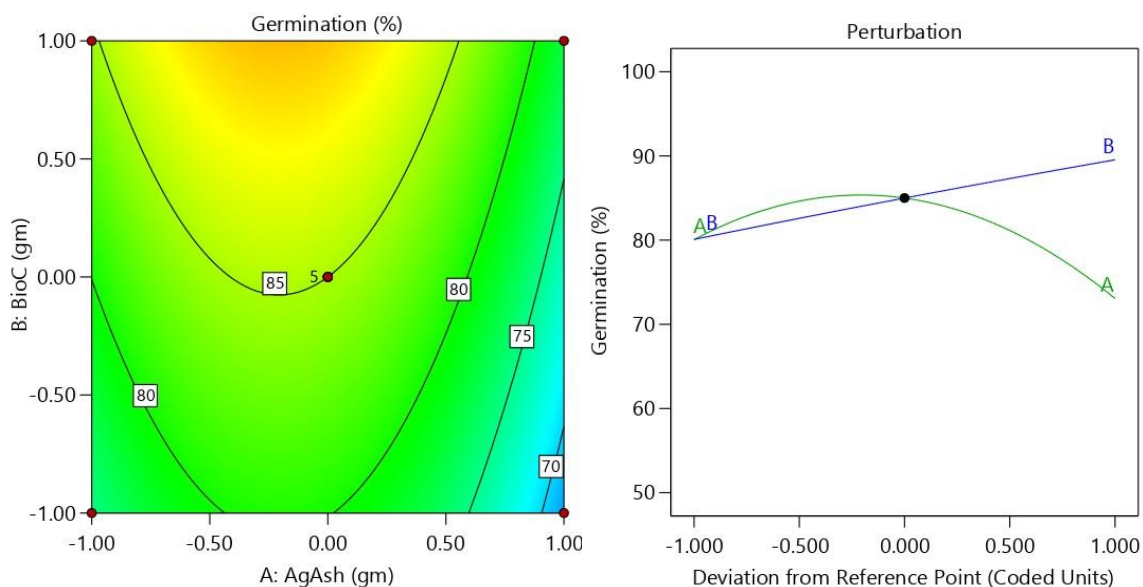 Germination (%)
1.00
0.50
0.00
-0.50
-1.00
B: BioC (gm)
85
5
80
75
80
70
-1.00 -0.50 0.00 0.50 1.00
A: AgAsh (gm)
Perturbation
100
90
80
70
60
50
Germination (%)
A
B
B
A
-1.000 -0.500 0.000 0.500 1.000
Deviation from Reference Point (Coded Units)